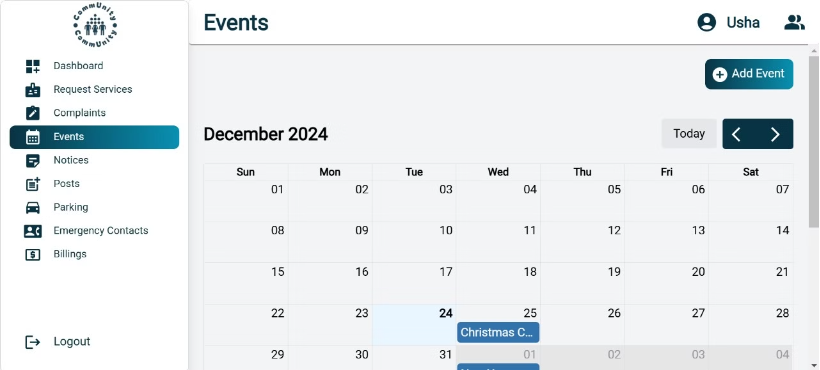 CommUnity
CommUnity
Events
Usha
Dashboard
Request Services
Complaints
Events
Notices
Posts
Parking
Emergency Contacts
Billings
Logout
Add Event
December 2024
Today
Sun Mon Tue Wed Thu Fri Sat
01 02 03 04 05 06 07
08 09 10 11 12 13 14
15 16 17 18 19 20 21
22 23 24 25 26 27 28
Christmas C...
29 30 31 01 02 03 04